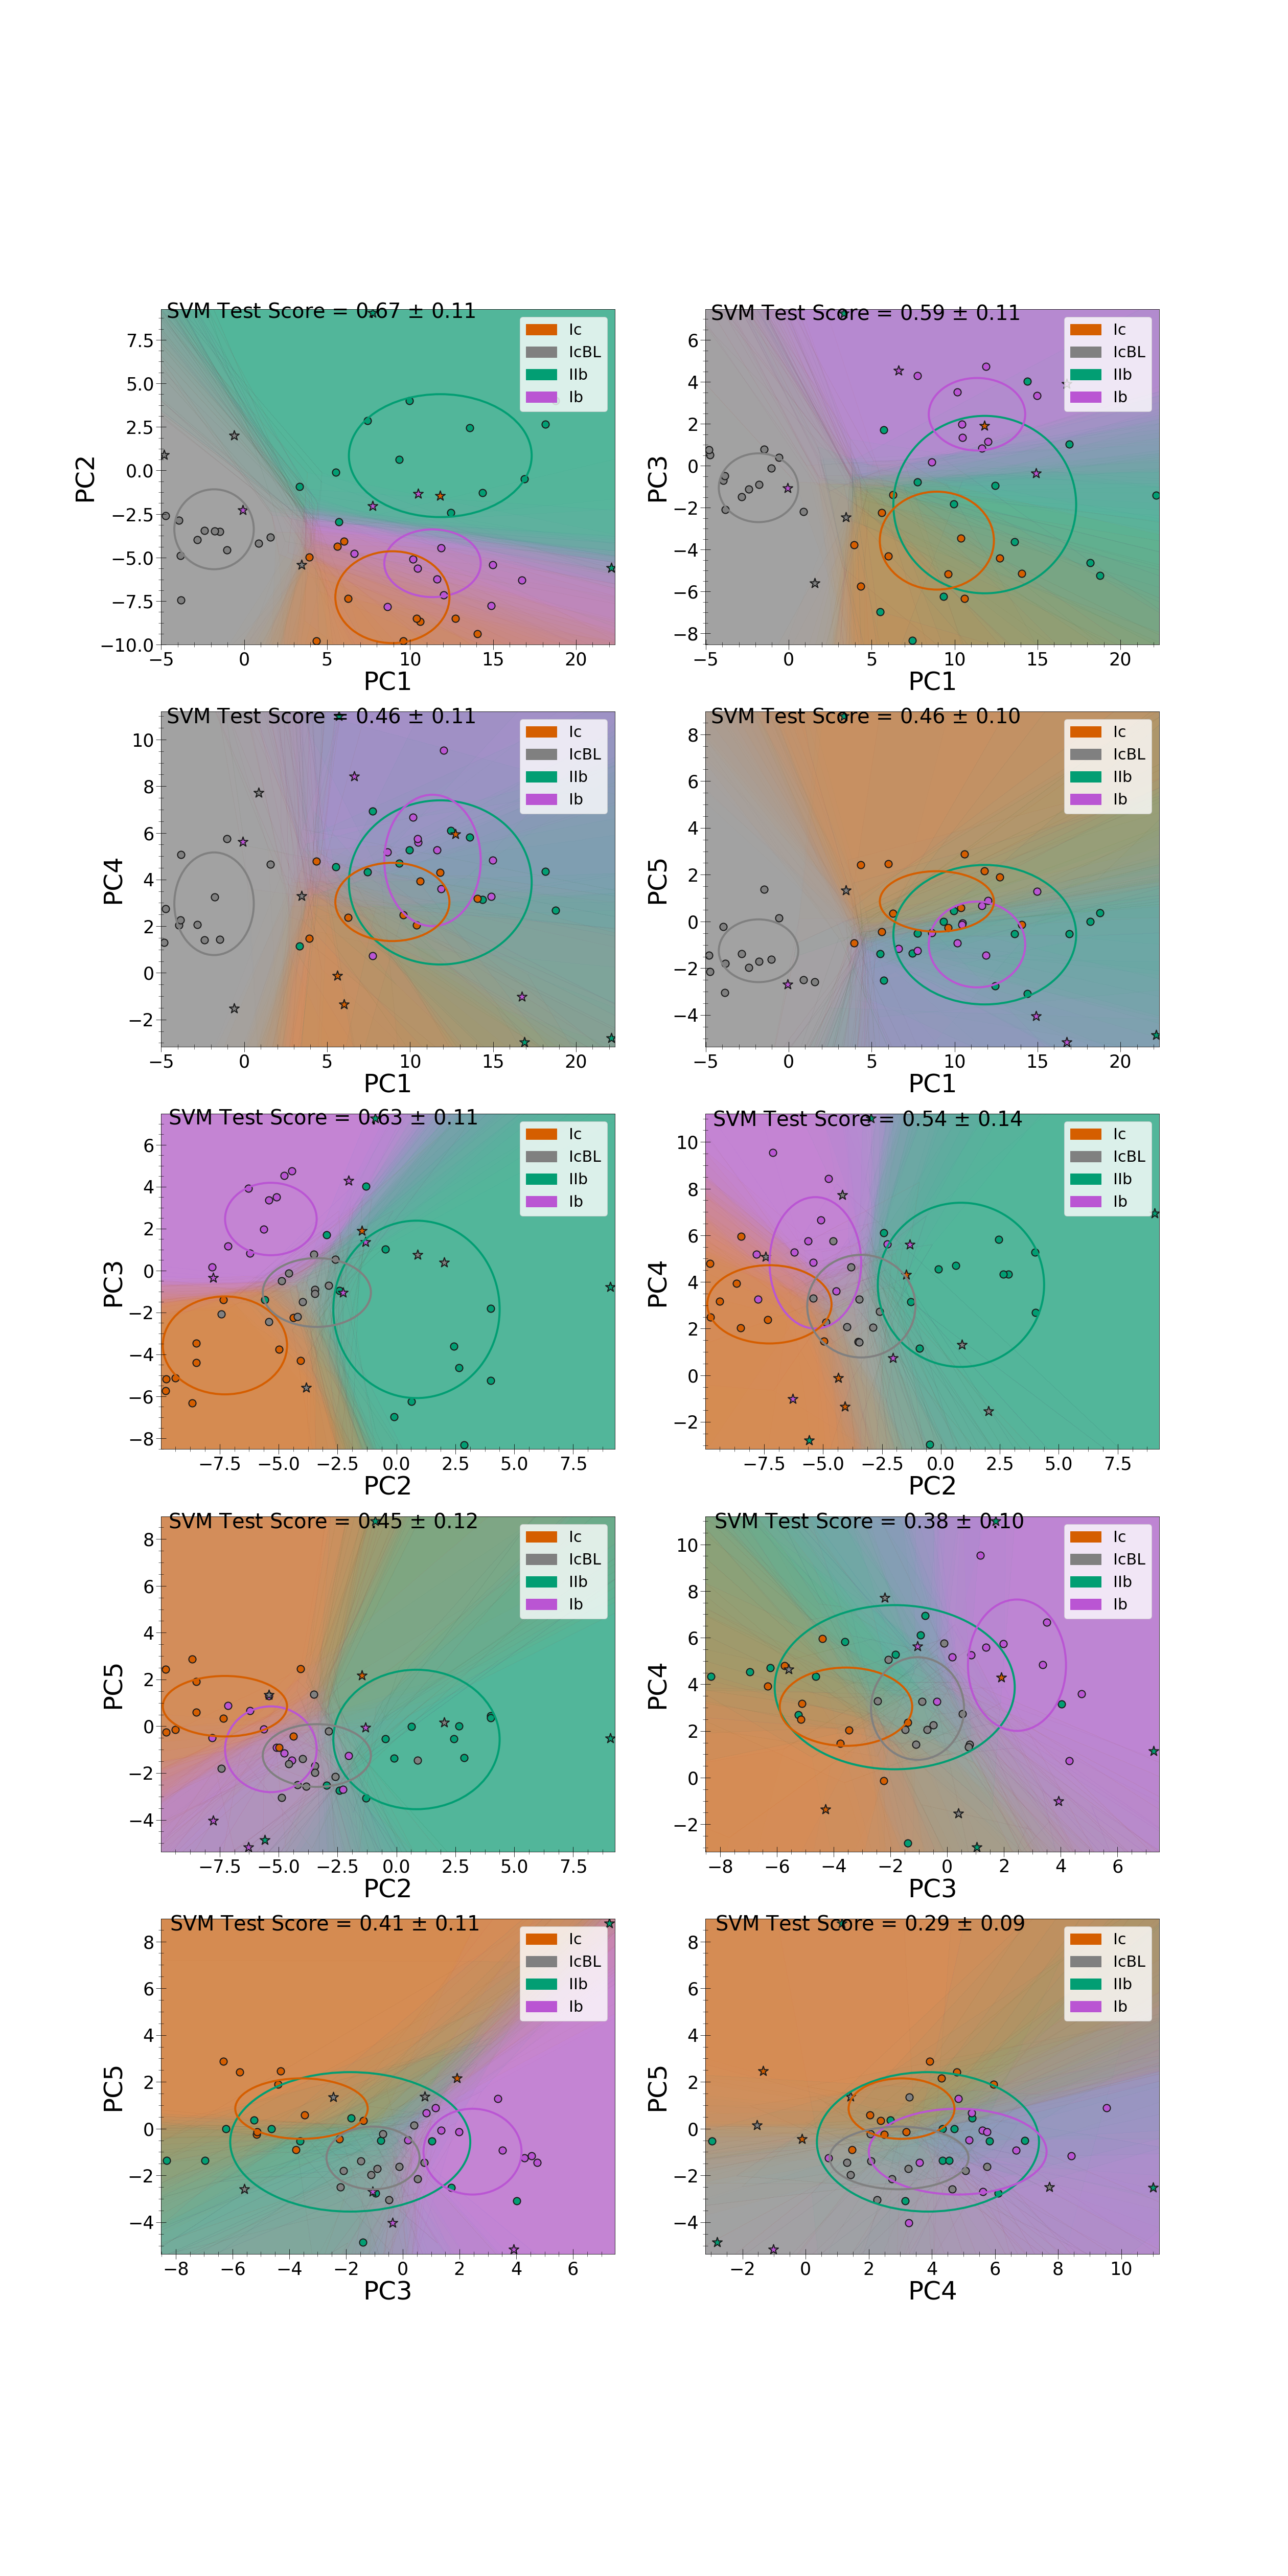 SVM Test Score = 0.67 ± 0.11
Ic
IcBL
IIb
Ib
7.5
5.0
2.5
0.0
−2.5
−5.0
−7.5
−10.0
PC2
−5 0 5 10 15 20
PC1
SVM Test Score = 0.59 ± 0.11
Ic
IcBL
IIb
Ib
6
4
2
0
−2
−4
−6
−8
PC3
−5 0 5 10 15 20
PC1
SVM Test Score = 0.46 ± 0.11
Ic
IcBL
IIb
Ib
10
8
6
4
2
0
−2
PC4
−5 0 5 10 15 20
PC1
SVM Test Score = 0.46 ± 0.10
Ic
IcBL
IIb
Ib
8
6
4
2
0
−2
−4
PC5
−5 0 5 10 15 20
PC1
SVM Test Score = 0.63 ± 0.11
Ic
IcBL
IIb
Ib
6
4
2
0
−2
−4
−6
−8
PC3
−7.5 −5.0 −2.5 0.0 2.5 5.0 7.5
PC2
SVM Test Score = 0.54 ± 0.14
Ic
IcBL
IIb
Ib
10
8
6
4
2
0
−2
PC4
−7.5 −5.0 −2.5 0.0 2.5 5.0 7.5
PC2
SVM Test Score = 0.45 ± 0.12
Ic
IcBL
IIb
Ib
8
6
4
2
0
−2
−4
PC5
−7.5 −5.0 −2.5 0.0 2.5 5.0 7.5
PC2
SVM Test Score = 0.38 ± 0.10
Ic
IcBL
IIb
Ib
10
8
6
4
2
0
−2
PC4
−8 −6 −4 −2 0 2 4 6
PC3
SVM Test Score = 0.41 ± 0.11
Ic
IcBL
IIb
Ib
8
6
4
2
0
−2
−4
PC5
−8 −6 −4 −2 0 2 4 6
PC3
SVM Test Score = 0.29 ± 0.09
Ic
IcBL
IIb
Ib
8
6
4
2
0
−2
−4
PC5
−2 0 2 4 6 8 10
PC4